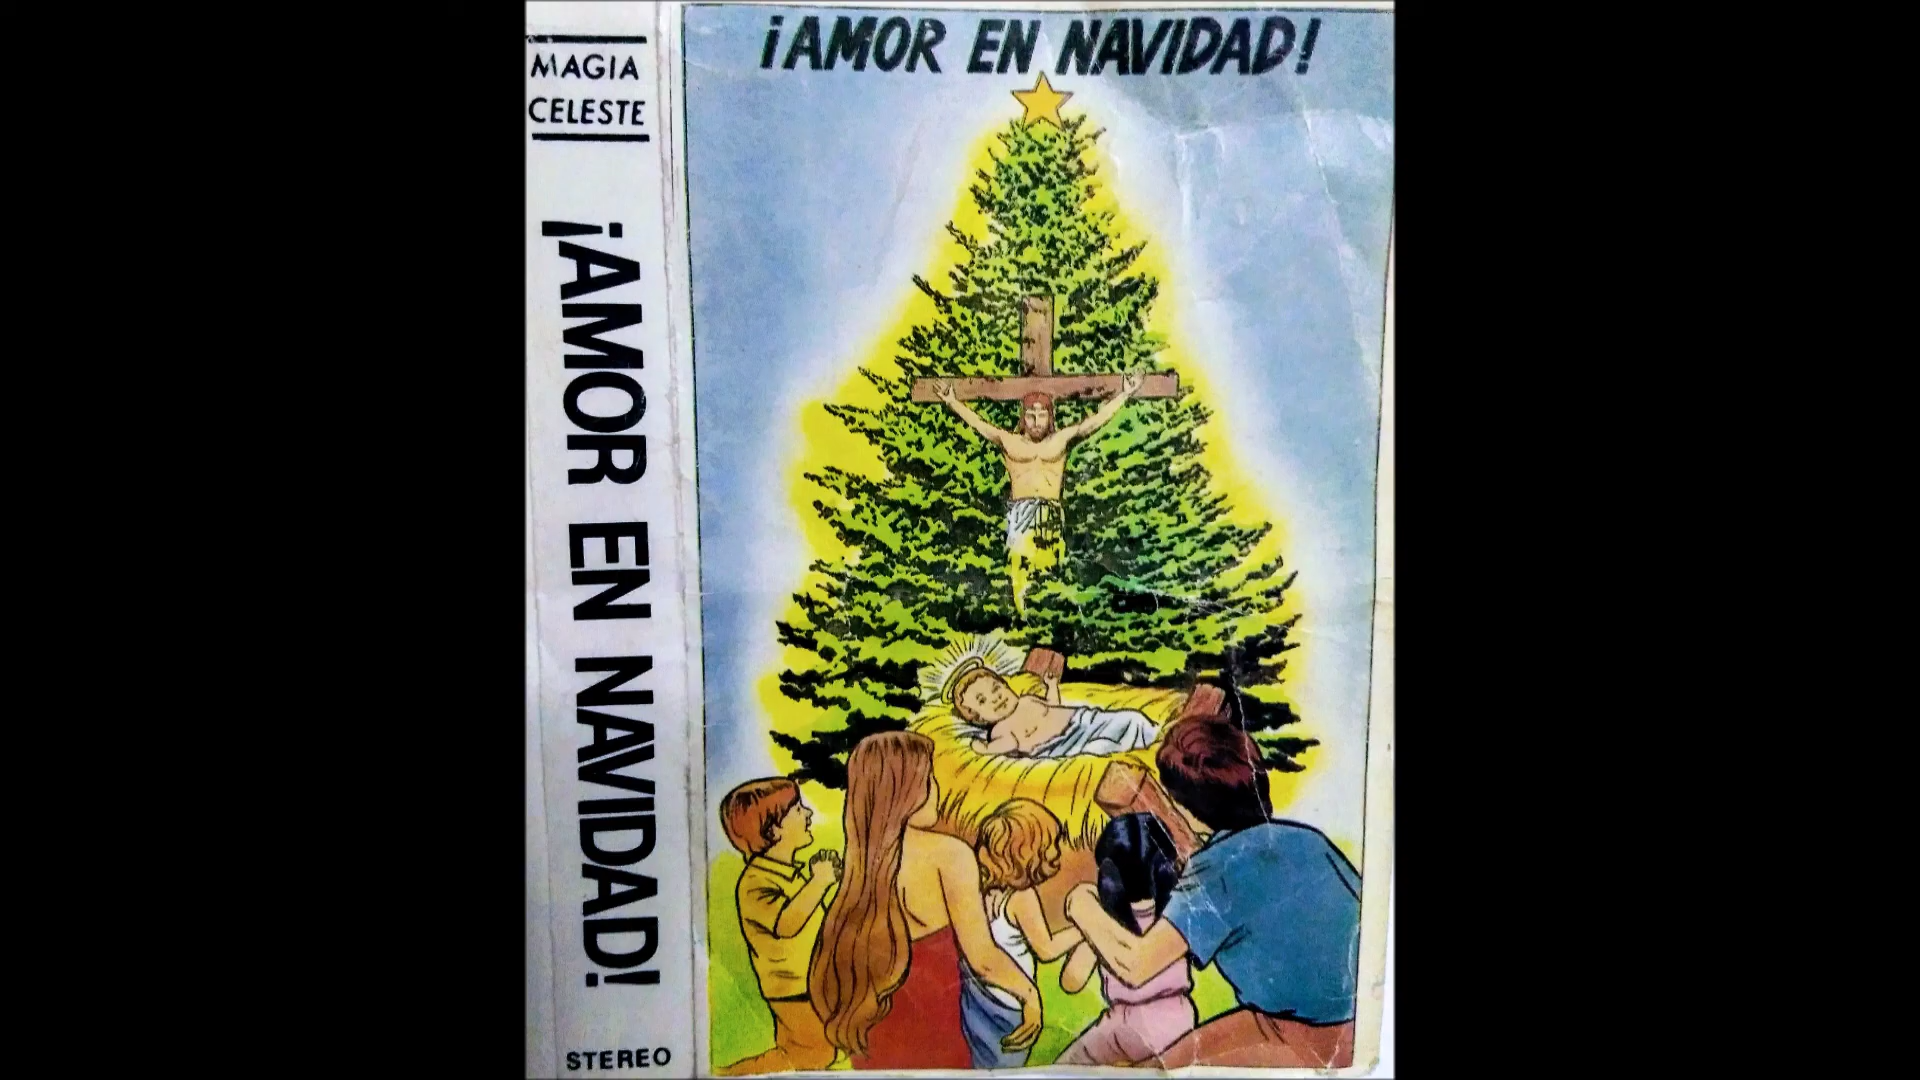 MAGIA
CELESTE
¡AMOR EN NAVIDAD!
STEREO
¡AMOR EN NAVIDAD!